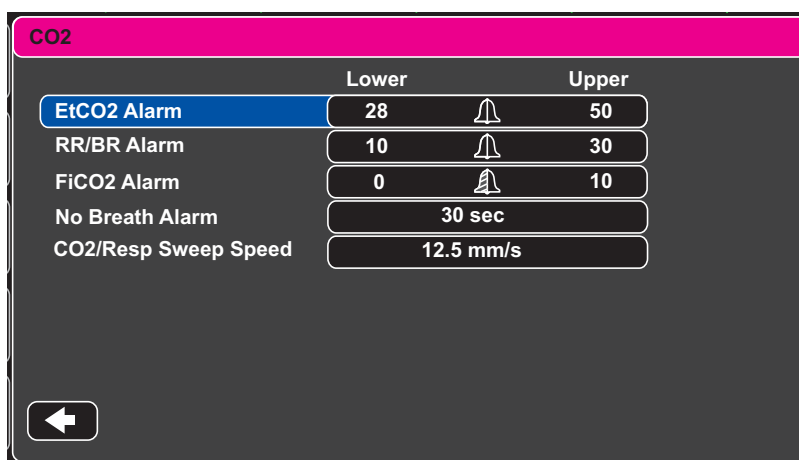 CO2
Lower Upper
EtCO2 Alarm 28 50
RR/BR Alarm 10 30
FiCO2 Alarm 0 10
No Breath Alarm 30 sec
CO2/Resp Sweep Speed 12.5 mm/s